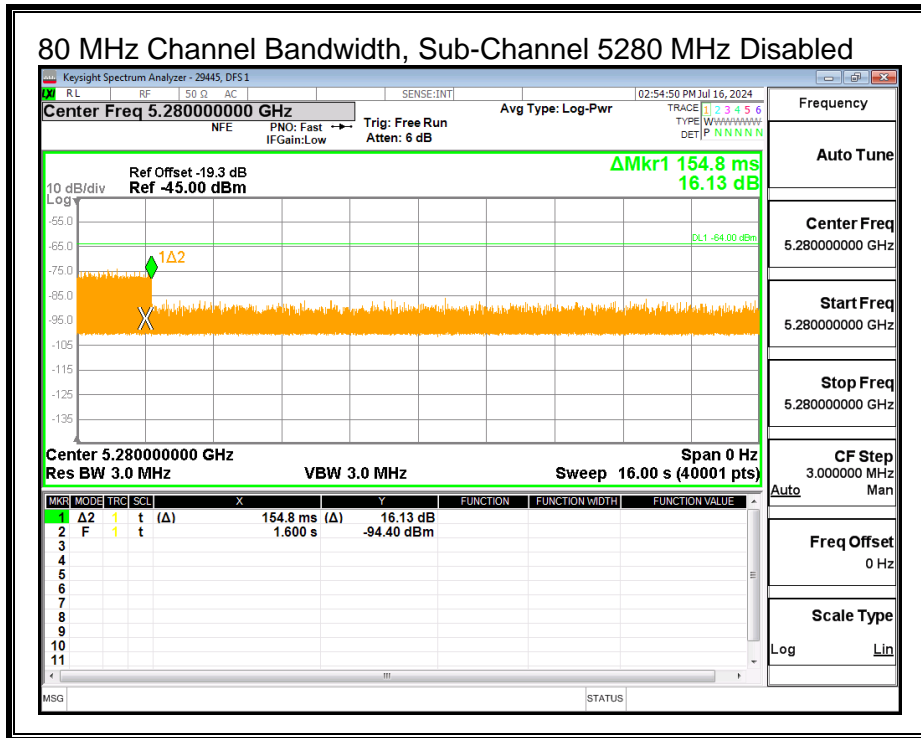 80 MHz Channel Bandwidth, Sub-Channel 5280 MHz Disabled
Keysight Spectrum Analyzer - 29445, DFS 1
RL RF 50 Ω AC SENSE:INT 02:54:50 PM Jul 16, 2024
Center Freq 5.280000000 GHz
NFE PNO: Fast IFGain:Low
Trig: Free Run
Atten: 6 dB
Avg Type: Log-Pwr
TRACE 1 2 3 4 5 6
TYPE WWWWWWW
DET P N N N N N
ΔMkr1 154.8 ms
16.13 dB
Ref Offset -19.3 dB
10 dB/div Ref -45.00 dBm
Log
-55.0
DL1 -64.00 dBm
-65.0
1Δ2
-75.0
-85.0
-95.0
-105
-115
-125
-135
Center 5.280000000 GHz Span 0 Hz
Res BW 3.0 MHz VBW 3.0 MHz Sweep 16.00 s (40001 pts)
MKR MODE TRC SCL X Y FUNCTION FUNCTION WIDTH FUNCTION VALUE
1 Δ2 1 t (Δ) 154.8 ms (Δ) 16.13 dB
2 F 1 t 1.600 s -94.40 dBm
3
4
5
6
7
8
9
10
11
MSG STATUS
Frequency
Auto Tune
Center Freq
5.280000000 GHz
Start Freq
5.280000000 GHz
Stop Freq
5.280000000 GHz
CF Step
3.000000 MHz
Auto Man
Freq Offset
0 Hz
Scale Type
Log Lin